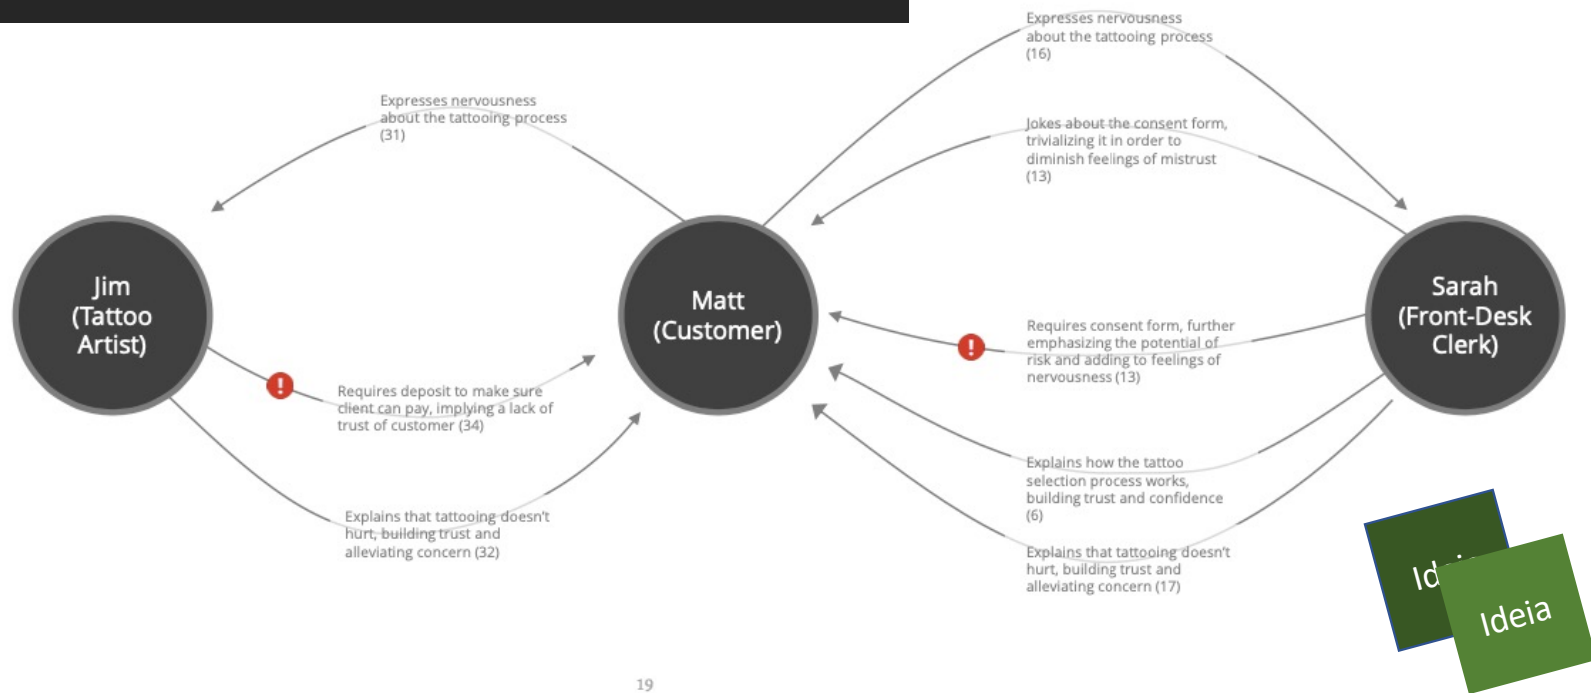 Expresses nervousness
about the tattooing process
(16)
Expresses nervousness
about the tattooing process
(31)
Jokes about the consent form,
trivializing it in order to
diminish feelings of mistrust
(13)
Jim
(Tattoo
Artist)
Matt
(Customer)
Sarah
(Front-Desk
Clerk)
Requires consent form, further
emphasizing the potential of
risk and adding to feelings of
nervousness (13)
!
!
Requires deposit to make sure
client can pay, implying a lack of
trust of customer (34)
Explains how the tattoo
selection process works,
building trust and confidence
(6)
Explains that tattooing doesn't
hurt, building trust and
alleviating concern (32)
Explains that tattooing doesn't
hurt, building trust and
alleviating concern (17)
Ideia
19